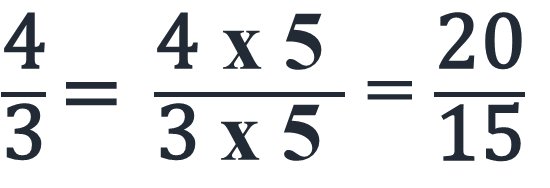 4/3 = 4 x 5/3 x 5 = 20/15